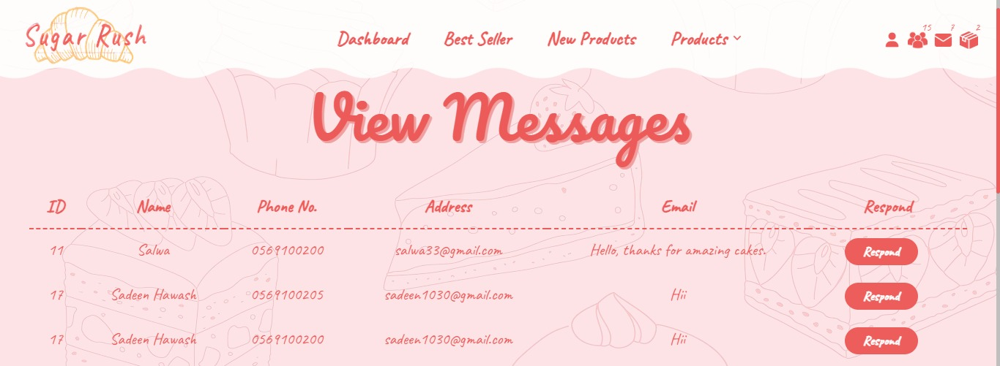 Sugar Rush
Dashboard Best Seller New Products Products 15 7 2
View Messages
ID Name Phone No. Address Email Respond
11 Salwa 0569100200 salwa33@gmail.com Hello, thanks for amazing cakes. Respond
17 Sadeen Hawash 0569100205 sadeen1030@gmail.com Hii Respond
17 Sadeen Hawash 0569100200 sadeen1030@gmail.com Hii Respond